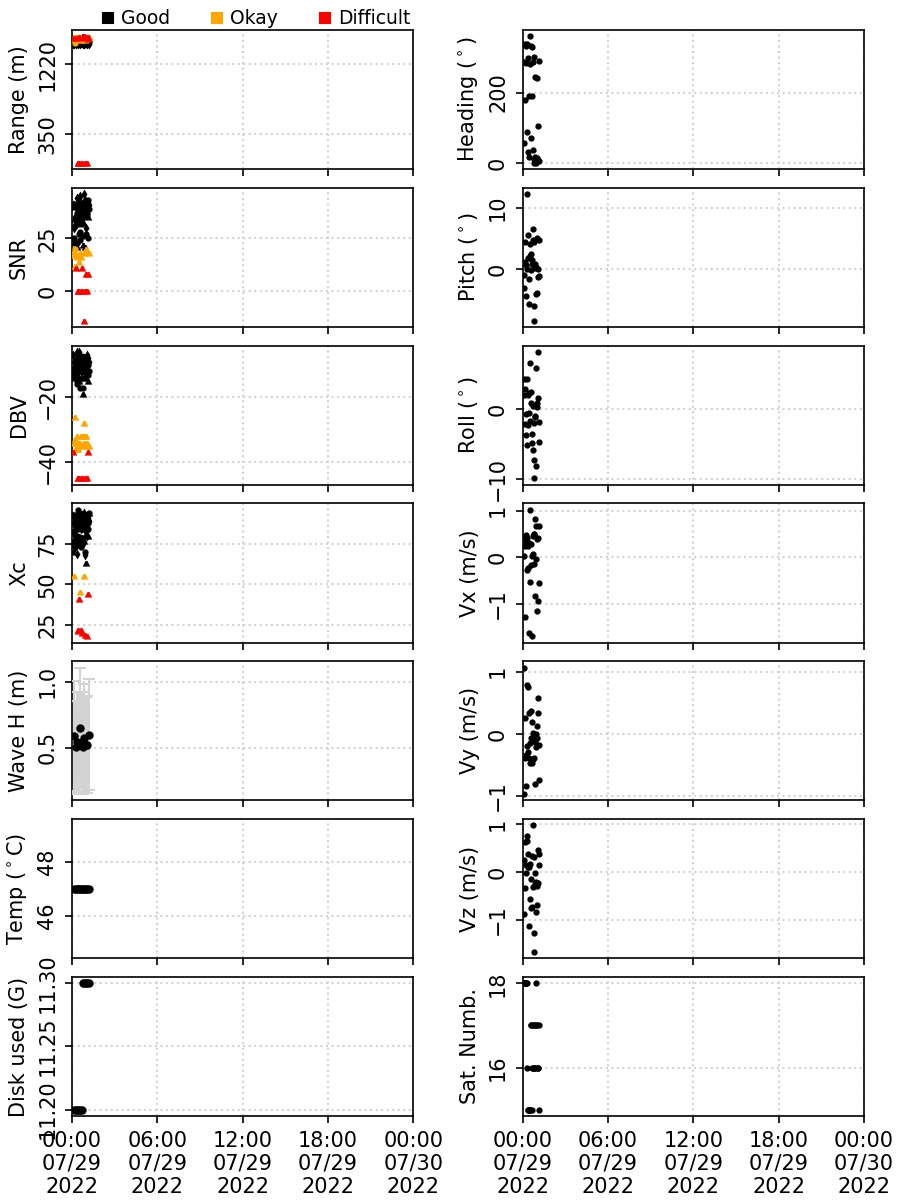 Good Okay Difficult
Range (m)
1220
350
Heading (°)
200
0
SNR
25
0
Pitch (°)
10
0
DBV
−20
−40
Roll (°)
0
−10
Xc
75
50
25
Vx (m/s)
1
0
−1
Wave H (m)
1.0
0.5
Vy (m/s)
1
0
−1
Temp (°C)
48
46
Vz (m/s)
1
0
−1
Disk used (G)
11.30
11.25
11.20
Sat. Numb.
18
16
00:00 06:00 12:00 18:00 00:00
07/29 07/29 07/29 07/29 07/30
2022 2022 2022 2022 2022
00:00 06:00 12:00 18:00 00:00
07/29 07/29 07/29 07/29 07/30
2022 2022 2022 2022 2022